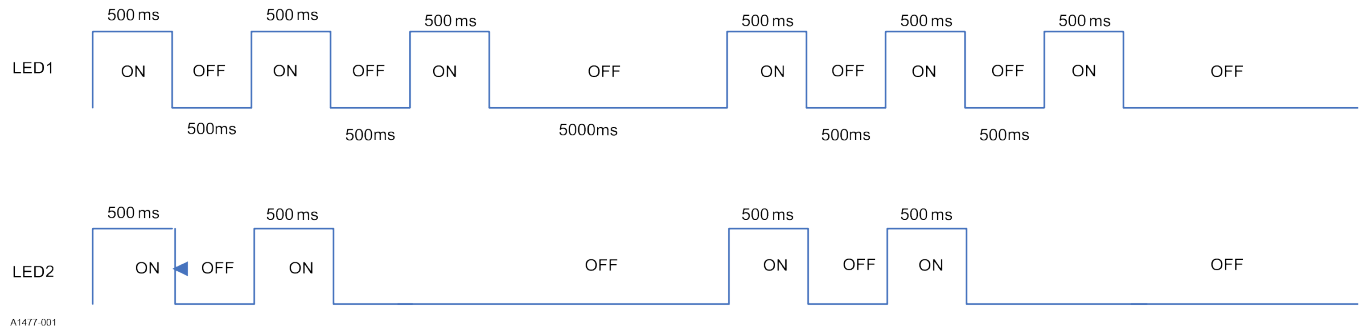 500 ms 500 ms 500 ms 500 ms 500 ms 500 ms
LED1 ON OFF ON OFF ON OFF ON OFF ON OFF ON OFF
500ms 500ms 5000ms 500ms 500ms
500 ms 500 ms 500 ms 500 ms
LED2 ON OFF ON OFF ON OFF ON OFF
A1477-001